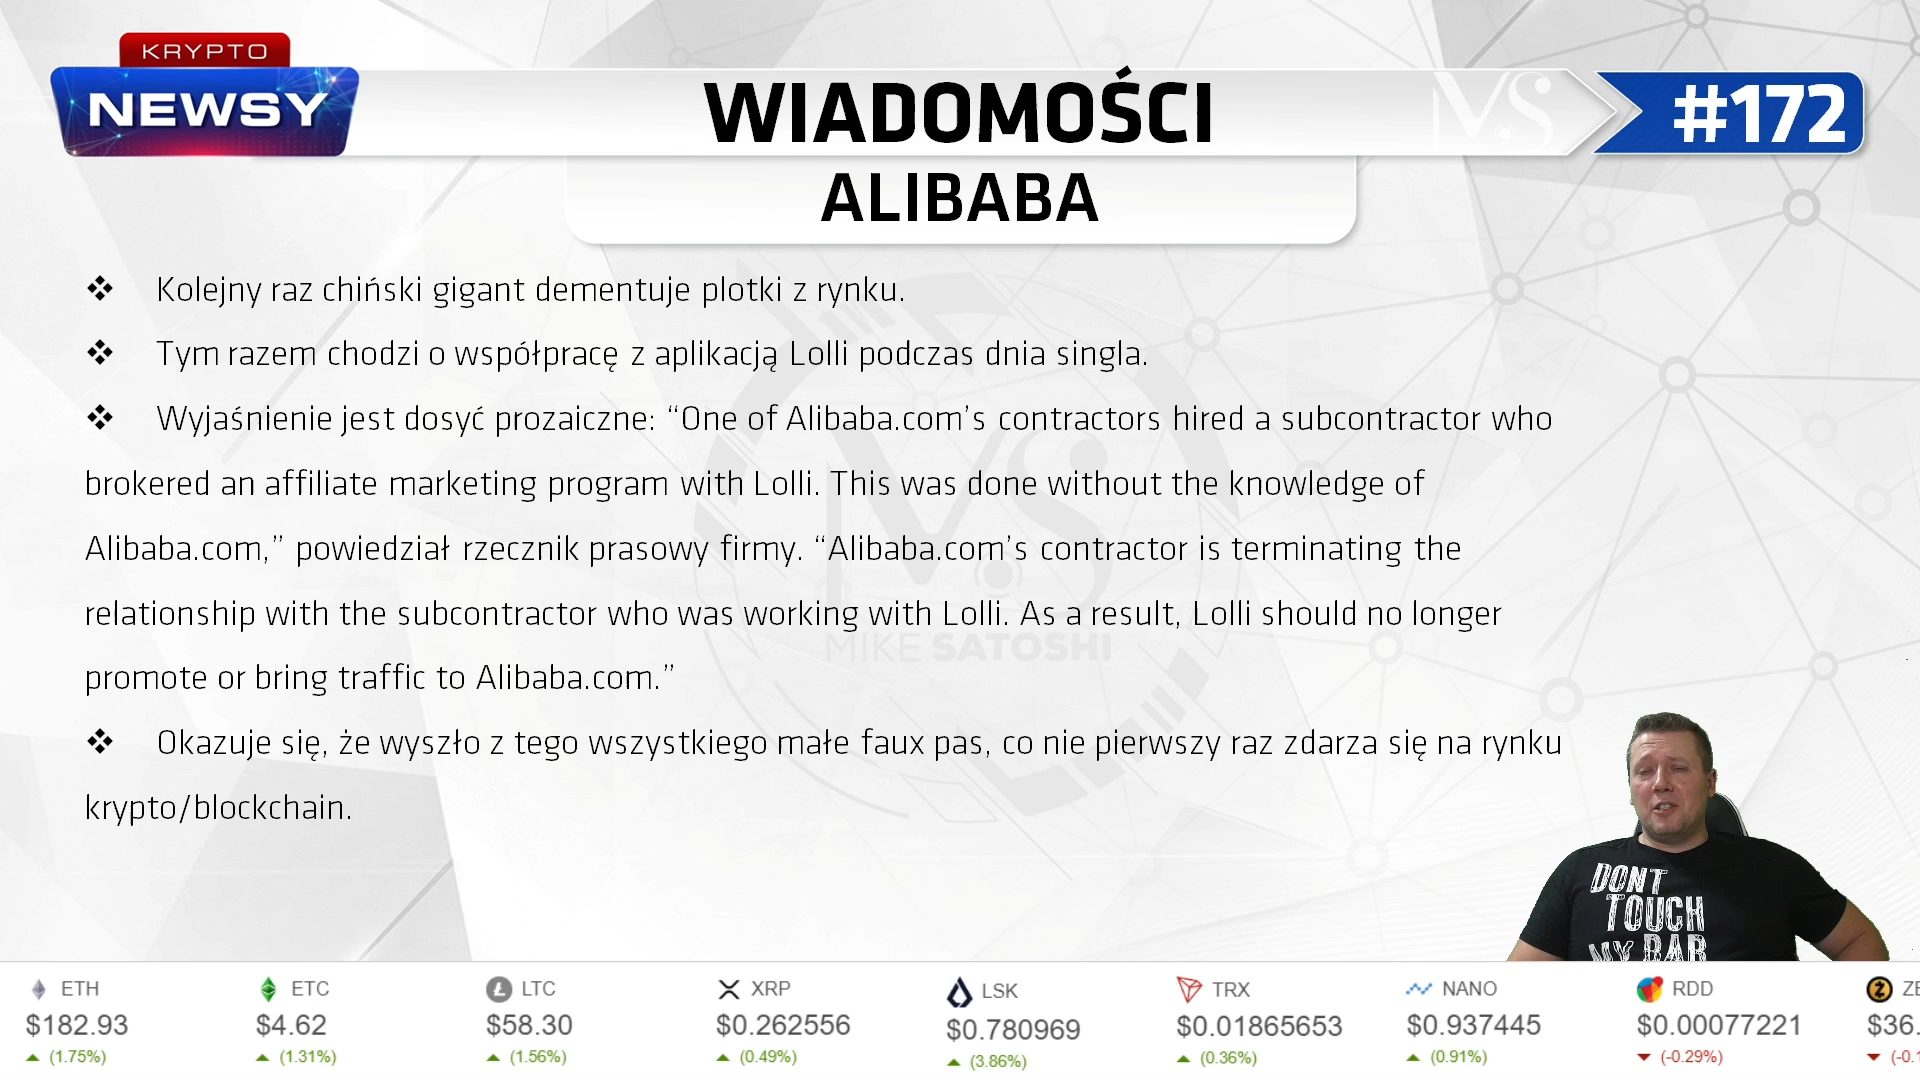 KRYPTO
NEWSY
WIADOMOŚCI
#172
ALIBABA
❖ Kolejny raz chiński gigant dementuje plotki z rynku.
❖ Tym razem chodzi o współpracę z aplikacją Lolli podczas dnia singla.
❖ Wyjaśnienie jest dosyć prozaiczne: “One of Alibaba.com’s contractors hired a subcontractor who
brokered an affiliate marketing program with Lolli. This was done without the knowledge of
Alibaba.com,” powiedział rzecznik prasowy firmy. “Alibaba.com’s contractor is terminating the
relationship with the subcontractor who was working with Lolli. As a result, Lolli should no longer
promote or bring traffic to Alibaba.com.”
❖ Okazuje się, że wyszło z tego wszystkiego małe faux pas, co nie pierwszy raz zdarza się na rynku
krypto/blockchain.
MIKE SATOSHI
DONT
TOUCH
MY BAR
ETH ETC LTC XRP LSK TRX NANO RDD
$182.93 $4.62 $58.30 $0.262556 $0.780969 $0.01865653 $0.937445 $0.00077221 $36.
(1.75%) (1.31%) (1.56%) (0.49%) (3.86%) (0.36%) (0.91%) (-0.29%)